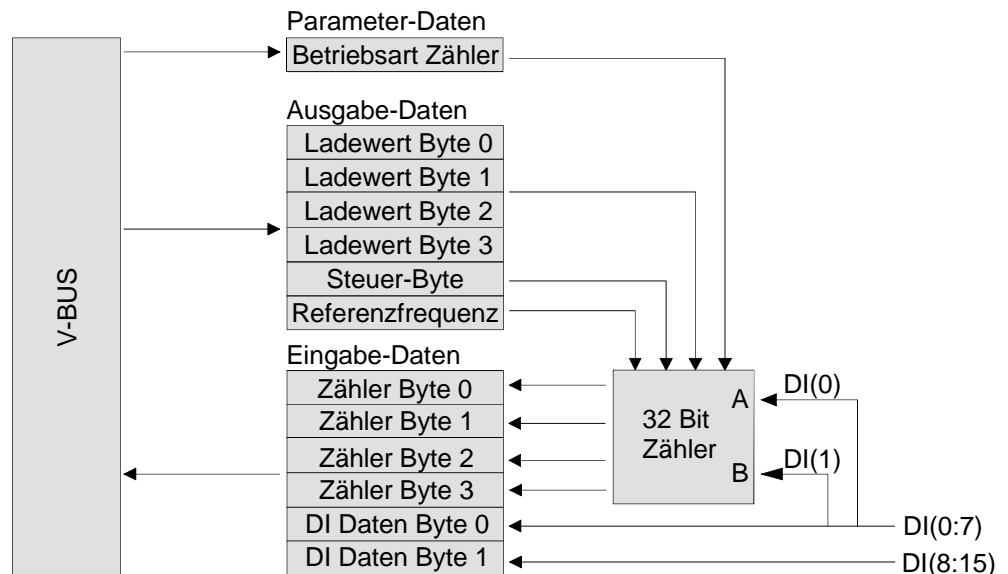 Parameter-Daten
Betriebsart Zähler
Ausgabe-Daten
Ladewert Byte 0
Ladewert Byte 1
Ladewert Byte 2
Ladewert Byte 3
Steuer-Byte
Referenzfrequenz
V-BUS
Eingabe-Daten
Zähler Byte 0
Zähler Byte 1
Zähler Byte 2
Zähler Byte 3
DI Daten Byte 0
DI Daten Byte 1
A
32 Bit
Zähler
B
DI(0)
DI(1)
DI(0:7)
DI(8:15)